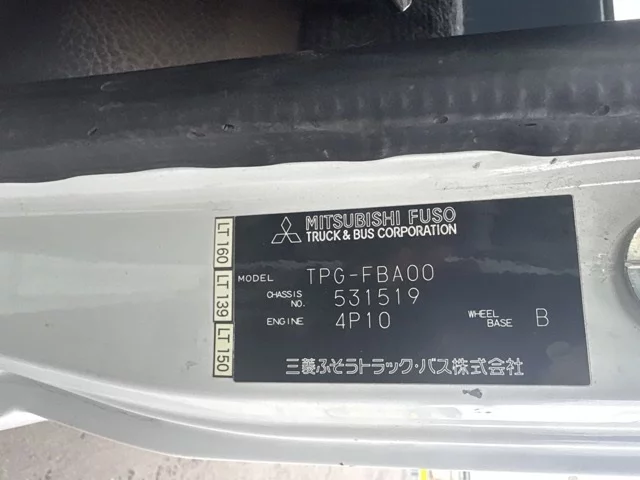 MITSUBISHI FUSO
TRUCK & BUS CORPORATION
MODEL TPG-FBA00
CHASSIS NO. 531519
ENGINE 4P10 WHEEL BASE B
三菱ふそうトラック・バス株式会社
LT 160
LT 139
LT 150